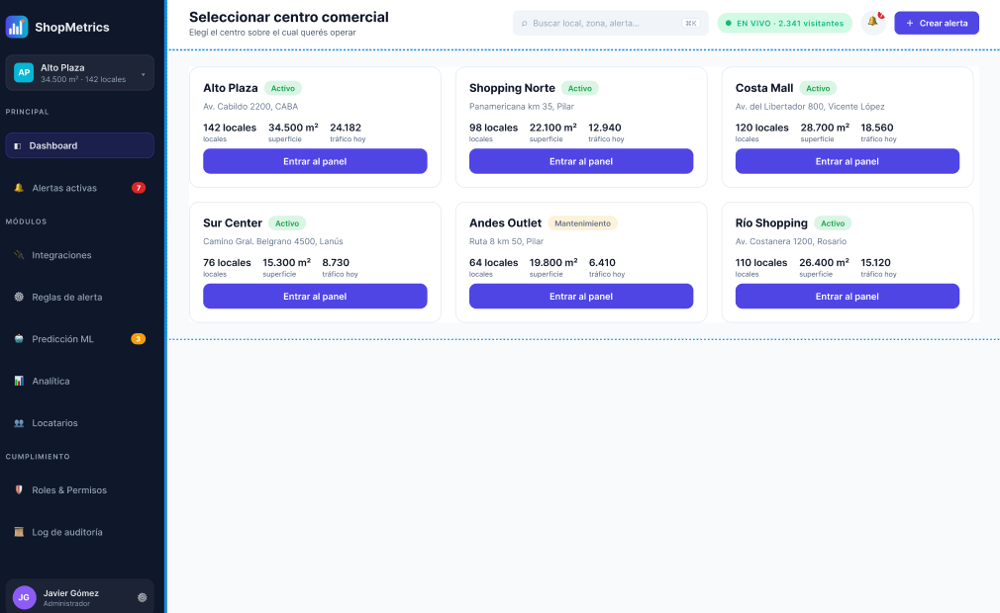 ShopMetrics
AP
Alto Plaza
34.500 m² · 142 locales
PRINCIPAL
Dashboard
Alertas activas
7
MÓDULOS
Integraciones
Reglas de alerta
Predicción ML
3
Analítica
Locatarios
CUMPLIMIENTO
Roles & Permisos
Log de auditoría
JG
Javier Gómez
Administrador
Seleccionar centro comercial
Elegí el centro sobre el cual querés operar
Buscar local, zona, alerta...
⌘K
EN VIVO · 2.341 visitantes
+ Crear alerta
Alto Plaza Activo
Av. Cabildo 2200, CABA
142 locales 34.500 m² 24.182
locales superficie tráfico hoy
Entrar al panel
Shopping Norte Activo
Panamericana km 35, Pilar
98 locales 22.100 m² 12.940
locales superficie tráfico hoy
Entrar al panel
Costa Mall Activo
Av. del Libertador 800, Vicente López
120 locales 28.700 m² 18.560
locales superficie tráfico hoy
Entrar al panel
Sur Center Activo
Camino Gral. Belgrano 4500, Lanús
76 locales 15.300 m² 8.730
locales superficie tráfico hoy
Entrar al panel
Andes Outlet Mantenimiento
Ruta 8 km 50, Pilar
64 locales 19.800 m² 6.410
locales superficie tráfico hoy
Entrar al panel
Río Shopping Activo
Av. Costanera 1200, Rosario
110 locales 26.400 m² 15.120
locales superficie tráfico hoy
Entrar al panel